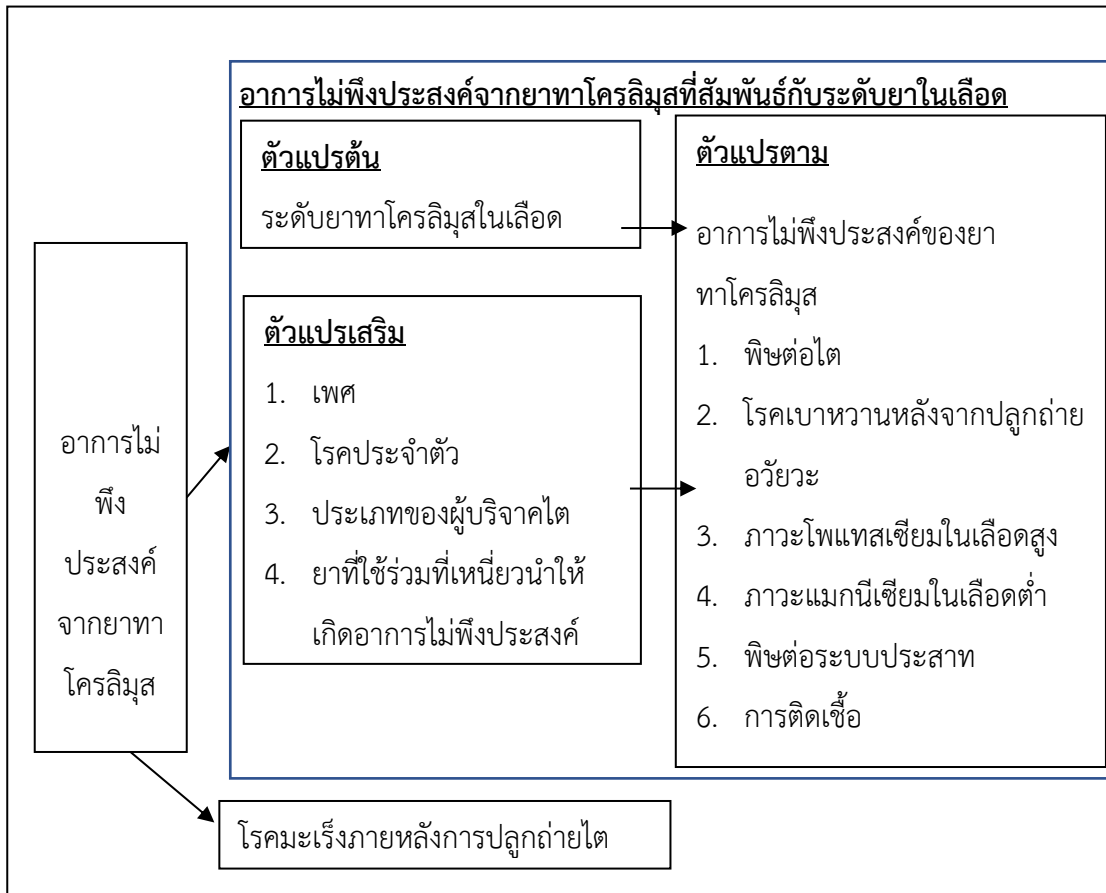 อาการไม่พึงประสงค์จากยาทาโครลิมุสที่สัมพันธ์กับระดับยาในเลือด
ตัวแปรต้น
ระดับยาทาโครลิมุสในเลือด
ตัวแปรเสริม
1. เพศ
2. โรคประจำตัว
3. ประเภทของผู้บริจาคไต
4. ยาที่ใช้ร่วมที่เหนี่ยวนำให้
เกิดอาการไม่พึงประสงค์
ตัวแปรตาม
อาการไม่พึงประสงค์ของยา
ทาโครลิมุส
1. พิษต่อไต
2. โรคเบาหวานหลังจากปลูกถ่าย
อวัยวะ
3. ภาวะโพแทสเซียมในเลือดสูง
4. ภาวะแมกนีเซียมในเลือดต่ำ
5. พิษต่อระบบประสาท
6. การติดเชื้อ
อาการไม่
พึง
ประสงค์
จากยาทา
โครลิมุส
โรคมะเร็งภายหลังการปลูกถ่ายไต